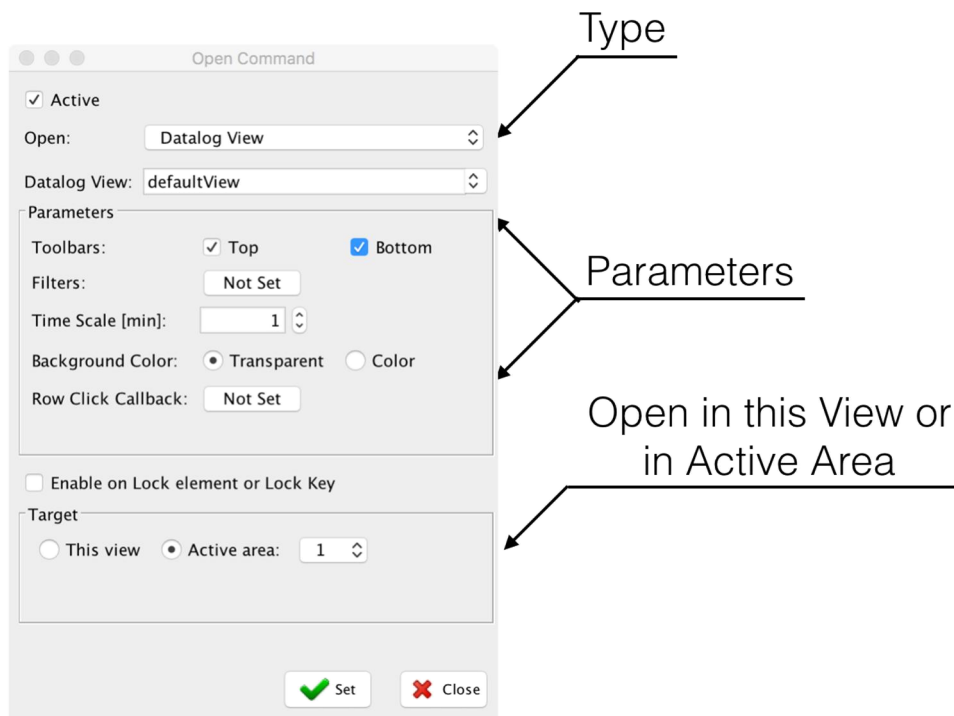 Type
Open Command
Active
Open: Datalog View
Datalog View: defaultView
Parameters
Toolbars: Top Bottom
Filters: Not Set
Time Scale [min]: 1
Background Color: Transparent Color
Row Click Callback: Not Set
Parameters
Enable on Lock element or Lock Key
Target
This view Active area: 1
Open in this View or
in Active Area
Set Close